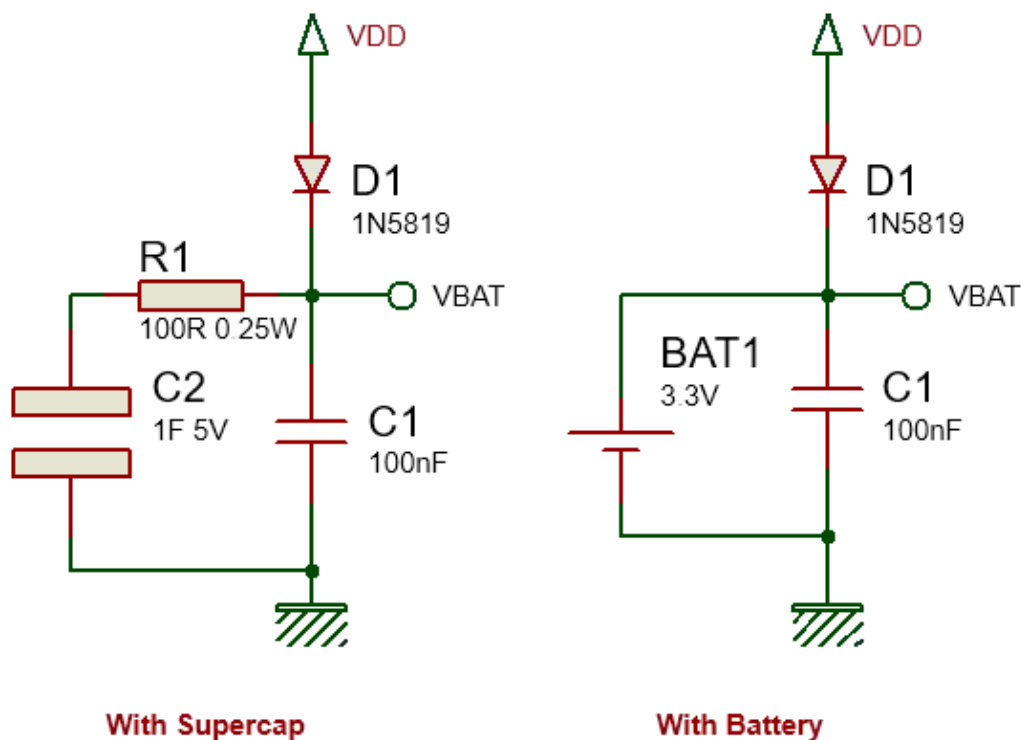 VDD
D1
1N5819
R1
100R 0.25W
VBAT
C2
1F 5V
C1
100nF
With Supercap
VDD
D1
1N5819
VBAT
BAT1
3.3V
C1
100nF
With Battery